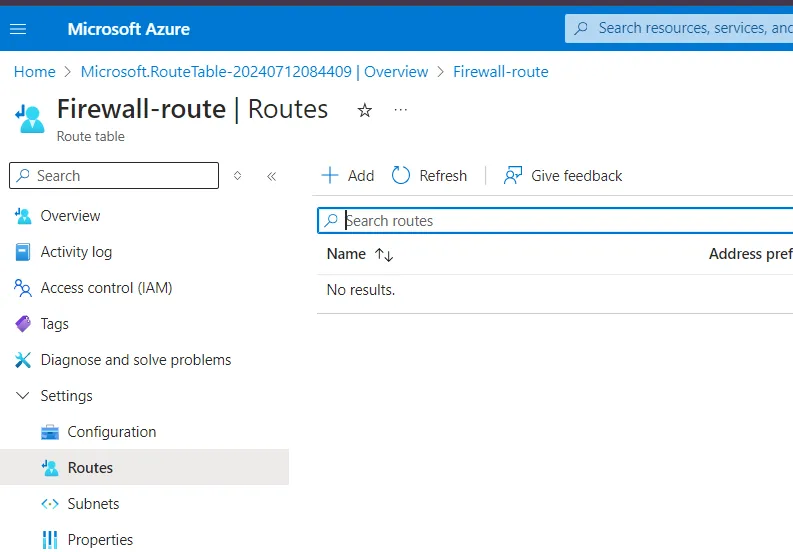 Microsoft Azure
Search resources, services, and
Home > Microsoft.RouteTable-20240712084409 | Overview > Firewall-route
Firewall-route | Routes
Route table
Search
Add
Refresh
Give feedback
Overview
Search routes
Activity log
Name
Address pref
Access control (IAM)
No results.
Tags
Diagnose and solve problems
Settings
Configuration
Routes
Subnets
Properties